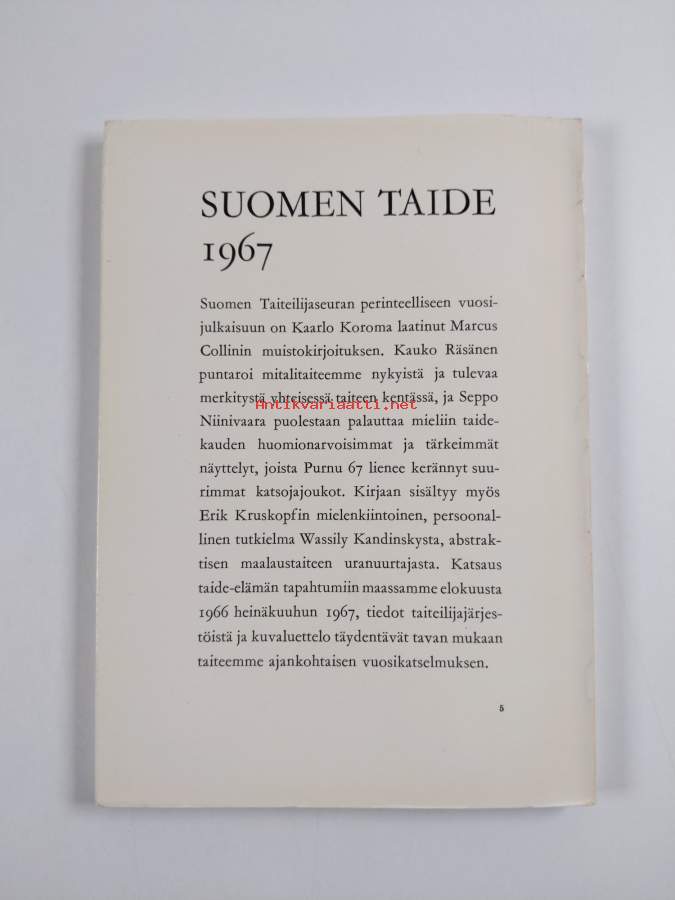 SUOMEN TAIDE
1967
Suomen Taiteilijaseuran perinteelliseen vuosi-
julkaisuun on Kaarlo Koroma laatinut Marcus
Collinin muistokirjoituksen. Kauko Räsänen
puntaroi mitalitaiteemme nykyistä ja tulevaa
merkitystä yhteisessä taiteen kentässä, ja Seppo
Antikvariaatti.net
Niinivaara puolestaan palauttaa mieliin taide-
kauden huomionarvoisimmat ja tärkeimmät
näyttelyt, joista Purnu 67 lienee kerännyt suu-
rimmat katsojajoukot. Kirjaan sisältyy myös
Erik Kruskopfin mielenkiintoinen, persoonal-
linen tutkielma Wassily Kandinskysta, abstrak-
tisen maalaustaiteen uranuurtajasta. Katsaus
taide-elämän tapahtumiin maassamme elokuusta
1966 heinäkuuhun 1967, tiedot taiteilijajärjes-
töistä ja kuvaluettelo täydentävät tavan mukaan
taiteemme ajankohtaisen vuosikatselmuksen.
5